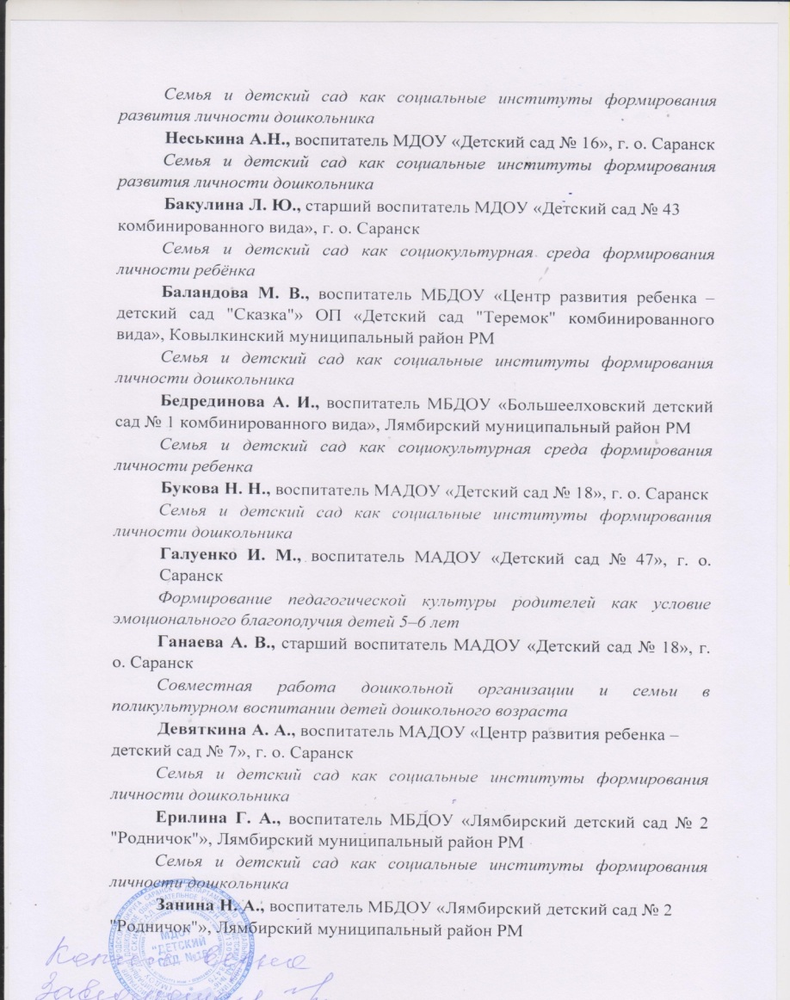 Семья и детский сад как социальные институты формирования
развития личности дошкольника
Неськина А.Н., воспитатель МДОУ «Детский сад № 16», г. о. Саранск
Семья и детский сад как социальные институты формирования
развития личности дошкольника
Бакулина Л. Ю., старший воспитатель МДОУ «Детский сад № 43
комбинированного вида», г. о. Саранск
Семья и детский сад как социокультурная среда формирования
личности ребёнка
Баландова М. В., воспитатель МБДОУ «Центр развития ребенка –
детский сад "Сказка"» ОП «Детский сад "Теремок" комбинированного
вида», Ковылкинский муниципальный район РМ
Семья и детский сад как социальные институты формирования
личности дошкольника
Бедрединова А. И., воспитатель МБДОУ «Большеелховский детский
сад № 1 комбинированного вида», Лямбирский муниципальный район РМ
Семья и детский сад как социокультурная среда формирования
личности ребенка
Букова Н. Н., воспитатель МАДОУ «Детский сад № 18», г. о. Саранск
Семья и детский сад как социальные институты формирования
личности дошкольника
Галуенко И. М., воспитатель МАДОУ «Детский сад № 47», г. о.
Саранск
Формирование педагогической культуры родителей как условие
эмоционального благополучия детей 5–6 лет
Ганаева А. В., старший воспитатель МАДОУ «Детский сад № 18», г.
о. Саранск
Совместная работа дошкольной организации и семьи в
поликультурном воспитании детей дошкольного возраста
Девяткина А. А., воспитатель МАДОУ «Центр развития ребенка –
детский сад № 7», г. о. Саранск
Семья и детский сад как социальные институты формирования
личности дошкольника
Ерилина Г. А., воспитатель МБДОУ «Лямбирский детский сад № 2
"Родничок"», Лямбирский муниципальный район РМ
Семья и детский сад как социальные институты формирования
личности дошкольника
Занина Н. А., воспитатель МБДОУ «Лямбирский детский сад № 2
"Родничок"», Лямбирский муниципальный район РМ
МДОУ
"ДЕТСКИЙ
САД №16"